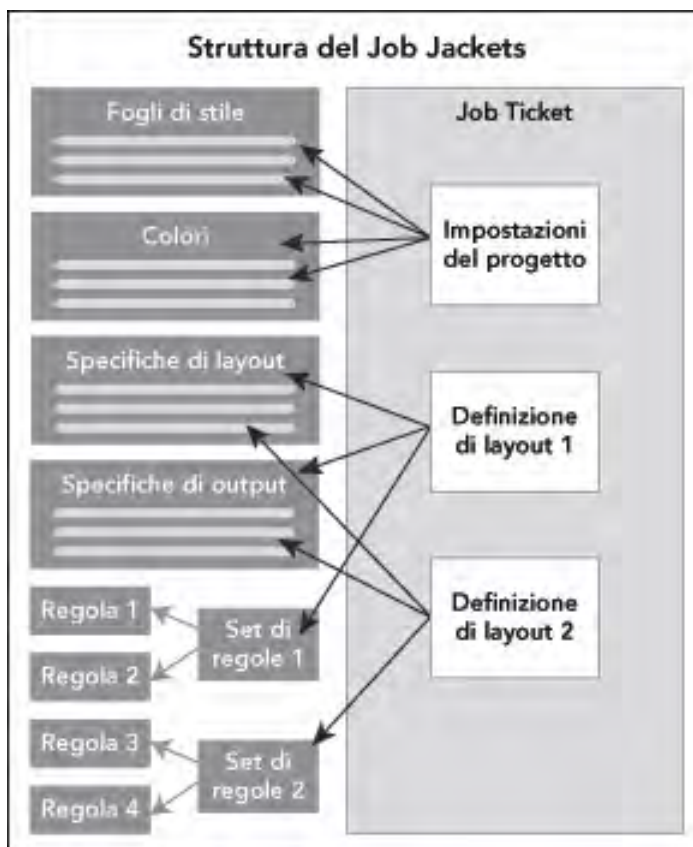 Struttura del Job Jackets
Fogli di stile
Colori
Specifiche di layout
Specifiche di output
Regola 1
Regola 2
Set di
regole 1
Regola 3
Regola 4
Set di
regole 2
Job Ticket
Impostazioni
del progetto
Definizione
di layout 1
Definizione
di layout 2